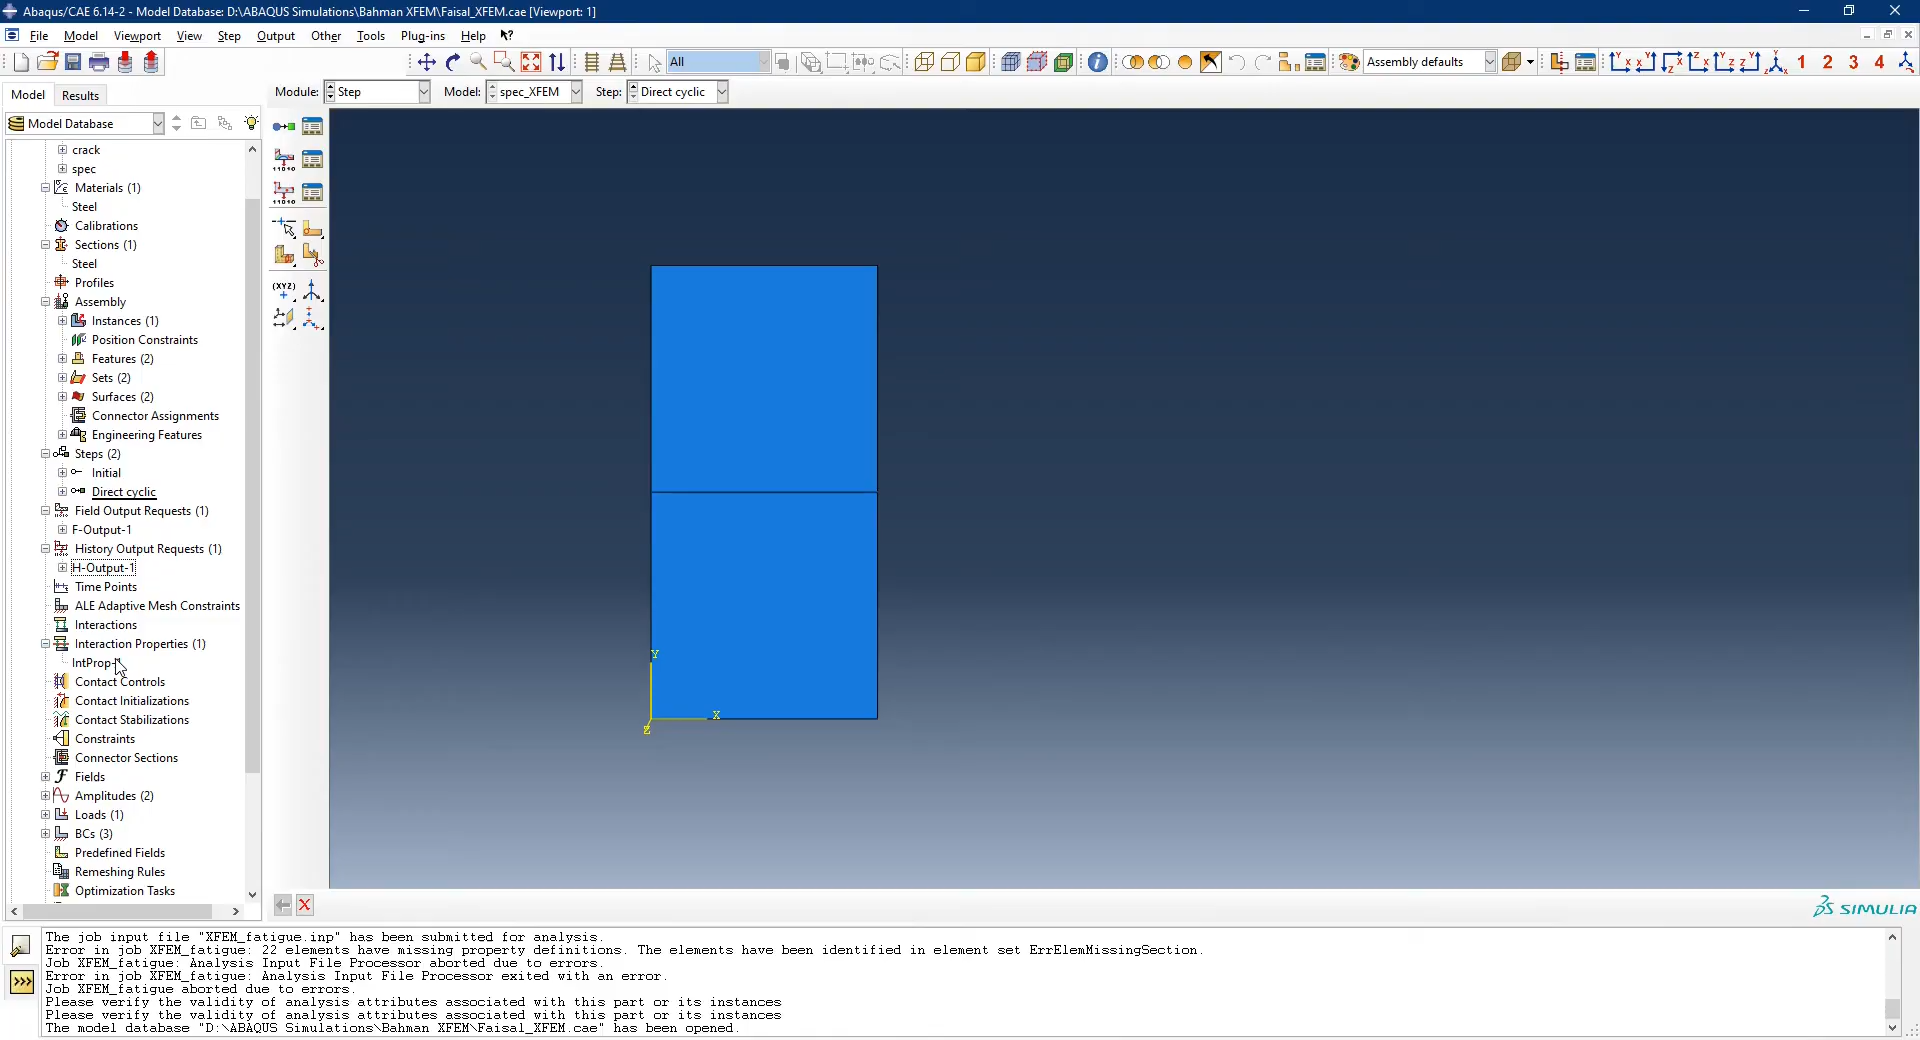 Abaqus/CAE 6.14-2 - Model Database: D:\ABAQUS Simulations\Bahman XFEM\Faisal_XFEM.cae [Viewport: 1]
File Model Viewport View Step Output Other Tools Plug-ins Help
All
Assembly defaults
1 2 3 4
Model Results
Module: Step Model: spec_XFEM Step: Direct cyclic
Model Database
crack
spec
Materials (1)
Steel
Calibrations
Sections (1)
Steel
Profiles
Assembly
Instances (1)
Position Constraints
Features (2)
Sets (2)
Surfaces (2)
Connector Assignments
Engineering Features
Steps (2)
Initial
Direct cyclic
Field Output Requests (1)
F-Output-1
History Output Requests (1)
H-Output-1
Time Points
ALE Adaptive Mesh Constraints
Interactions
Interaction Properties (1)
IntProp-
Contact Controls
Contact Initializations
Contact Stabilizations
Constraints
Connector Sections
Fields
Amplitudes (2)
Loads (1)
BCs (3)
Predefined Fields
Remeshing Rules
Optimization Tasks
(XYZ)
Y
X
Z
SIMULIA
The job input file "XFEM_fatigue.inp" has been submitted for analysis.
Error in job XFEM_fatigue: 22 elements have missing property definitions. The elements have been identified in element set ErrElemMissingSection.
Job XFEM_fatigue: Analysis Input File Processor aborted due to errors.
Error in job XFEM_fatigue: Analysis Input File Processor exited with an error.
Job XFEM_fatigue aborted due to errors.
Please verify the validity of analysis attributes associated with this part or its instances
Please verify the validity of analysis attributes associated with this part or its instances
The model database "D:\ABAQUS Simulations\Bahman XFEM\Faisal_XFEM.cae" has been opened.